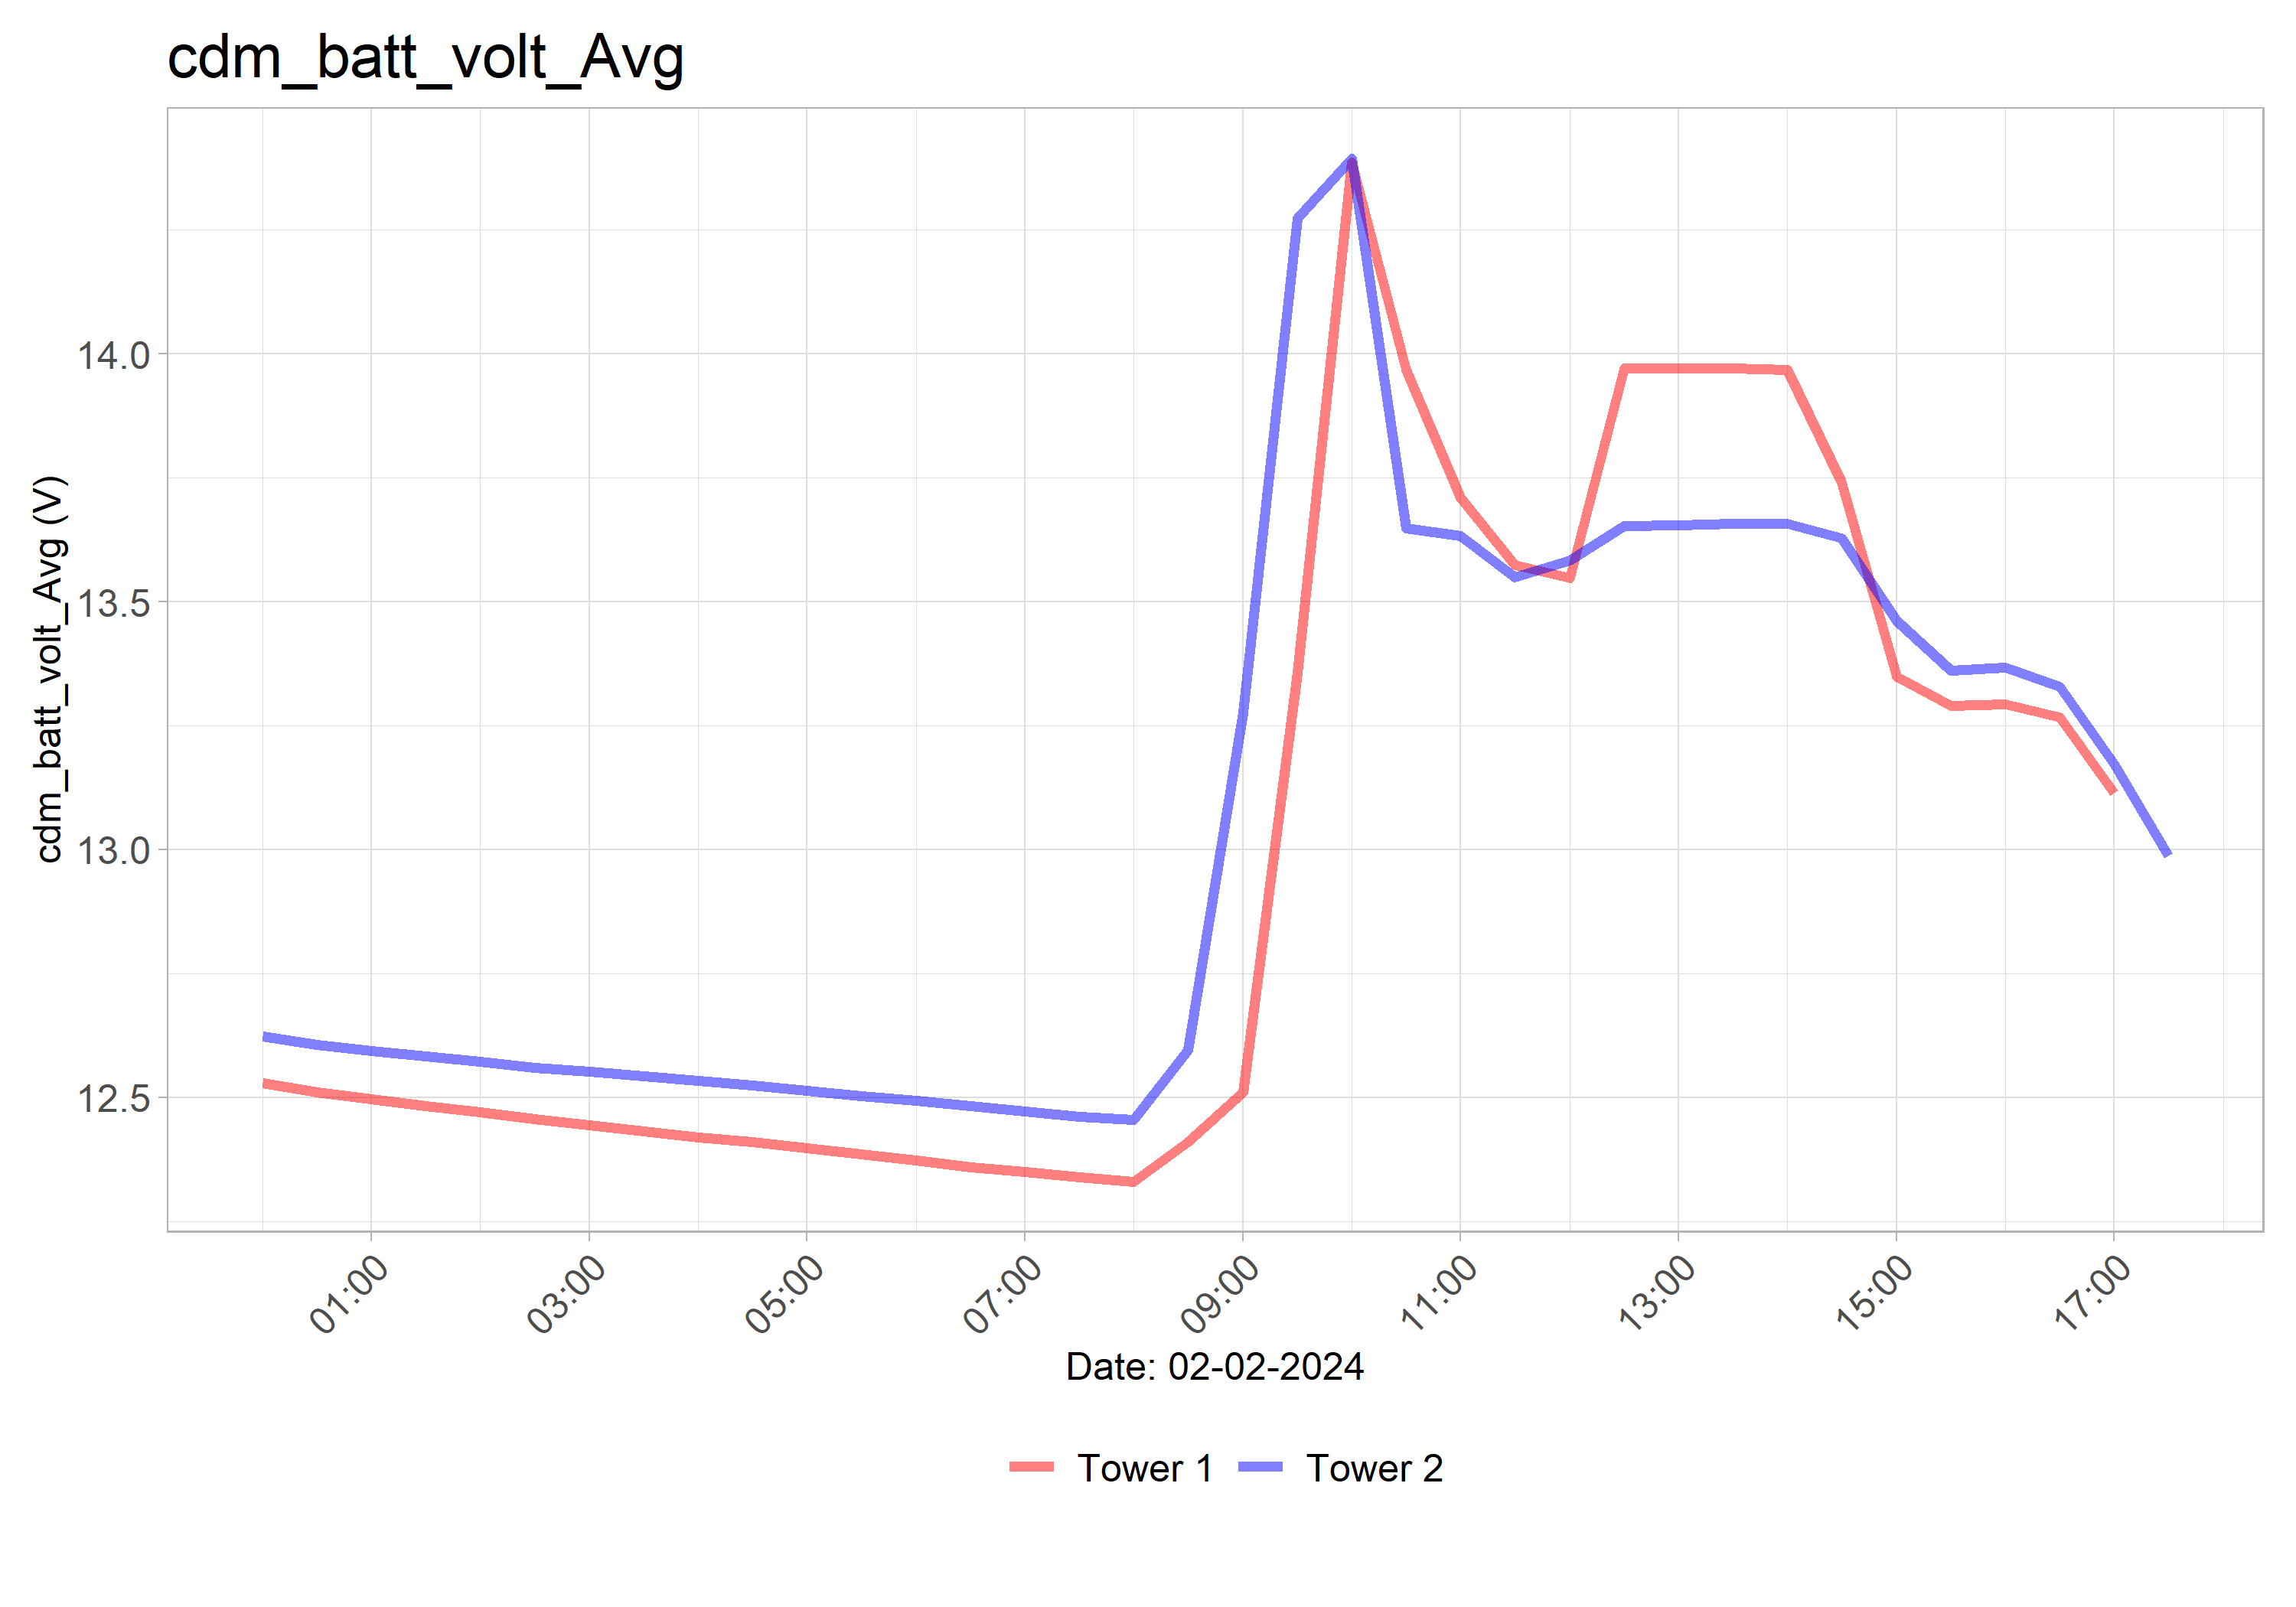 cdm_batt_volt_Avg
cdm_batt_volt_Avg (V)
14.0
13.5
13.0
12.5
01:00
03:00
05:00
07:00
09:00
11:00
13:00
15:00
17:00
Date: 02-02-2024
Tower 1
Tower 2